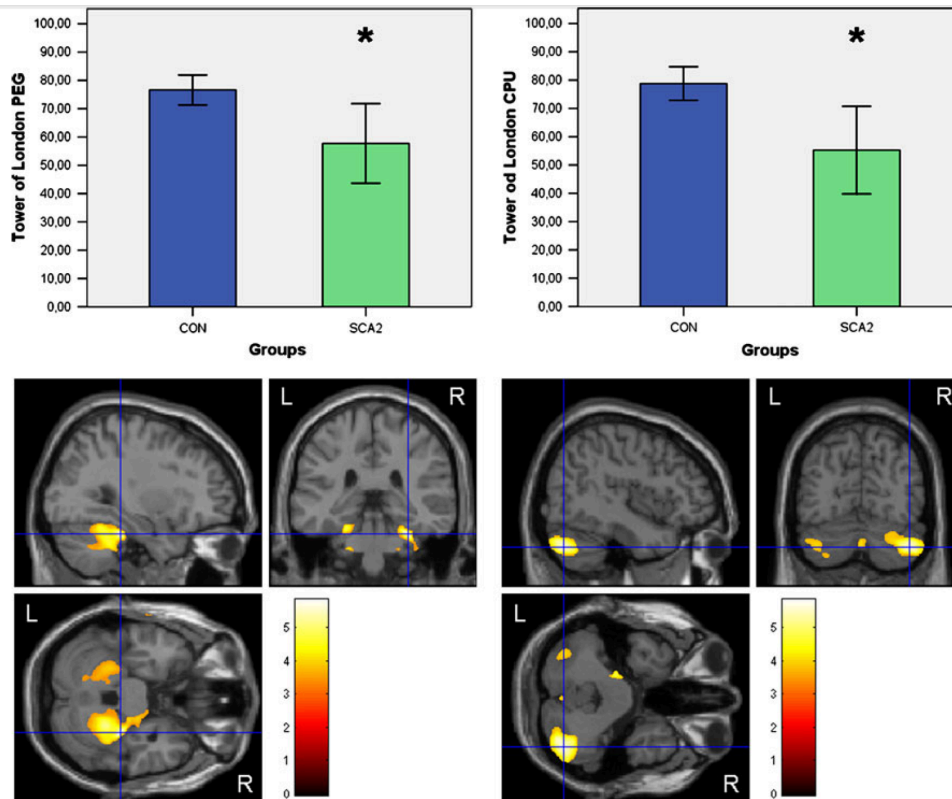 Tower of London PEG
100,00
90,00
80,00
70,00
60,00
50,00
40,00
30,00
20,00
10,00
0,00
*
CON
SCA2
Groups
Tower od London CPU
100,00
90,00
80,00
70,00
60,00
50,00
40,00
30,00
20,00
10,00
0,00
*
CON
SCA2
Groups
L
R
L
R
L
R
5
4
3
2
1
0
L
R
5
4
3
2
1
0